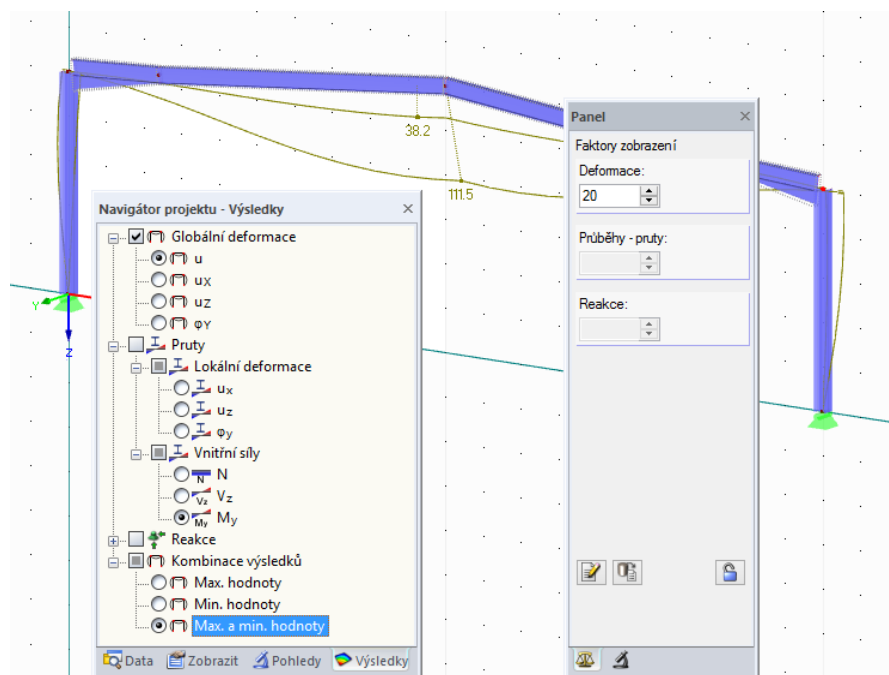 38.2
111.5
Y
Z
Navigátor projektu - Výsledky
Globální deformace
u
uX
uZ
φY
Pruty
Lokální deformace
ux
uz
φy
Vnitřní síly
N N
Vz Vz
My My
Reakce
Kombinace výsledků
Max. hodnoty
Min. hodnoty
Max. a min. hodnoty
Data Zobrazit Pohledy Výsledky
Panel
Faktory zobrazení
Deformace:
20
Průběhy - pruty:
Reakce: